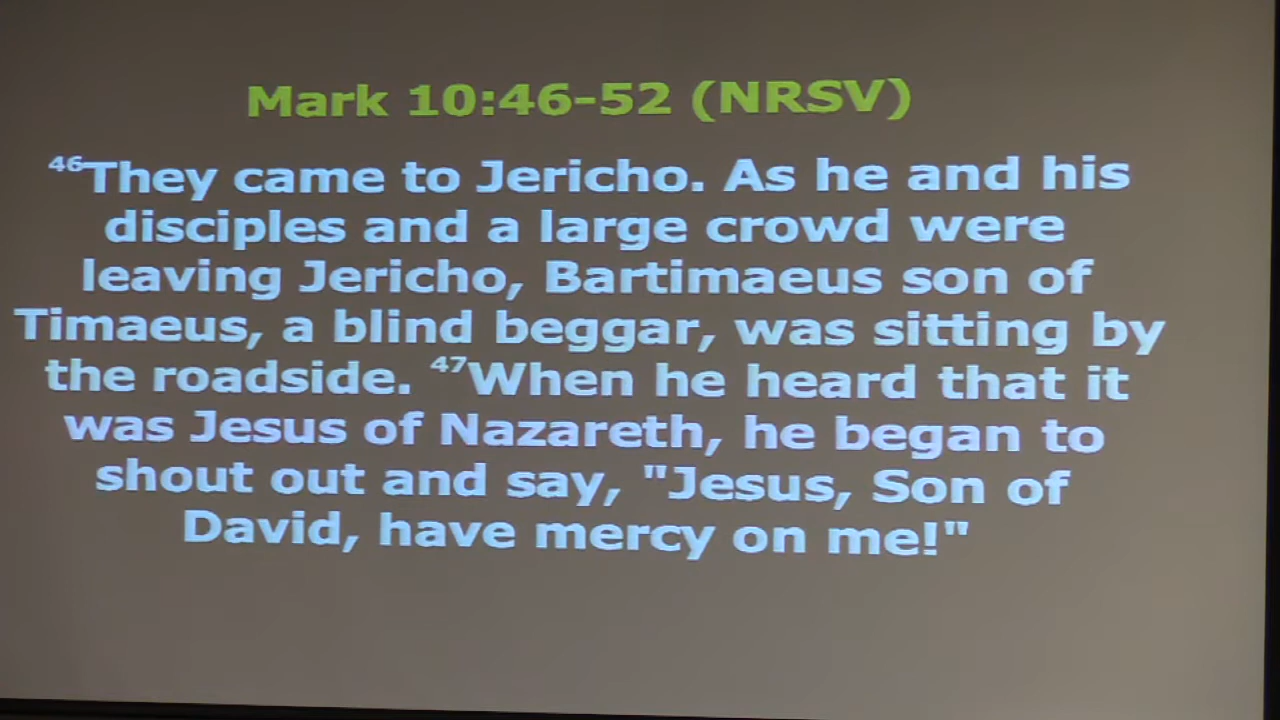 Mark 10:46-52 (NRSV)
46They came to Jericho. As he and his
disciples and a large crowd were
leaving Jericho, Bartimaeus son of
Timaeus, a blind beggar, was sitting by
the roadside. 47When he heard that it
was Jesus of Nazareth, he began to
shout out and say, "Jesus, Son of
David, have mercy on me!"